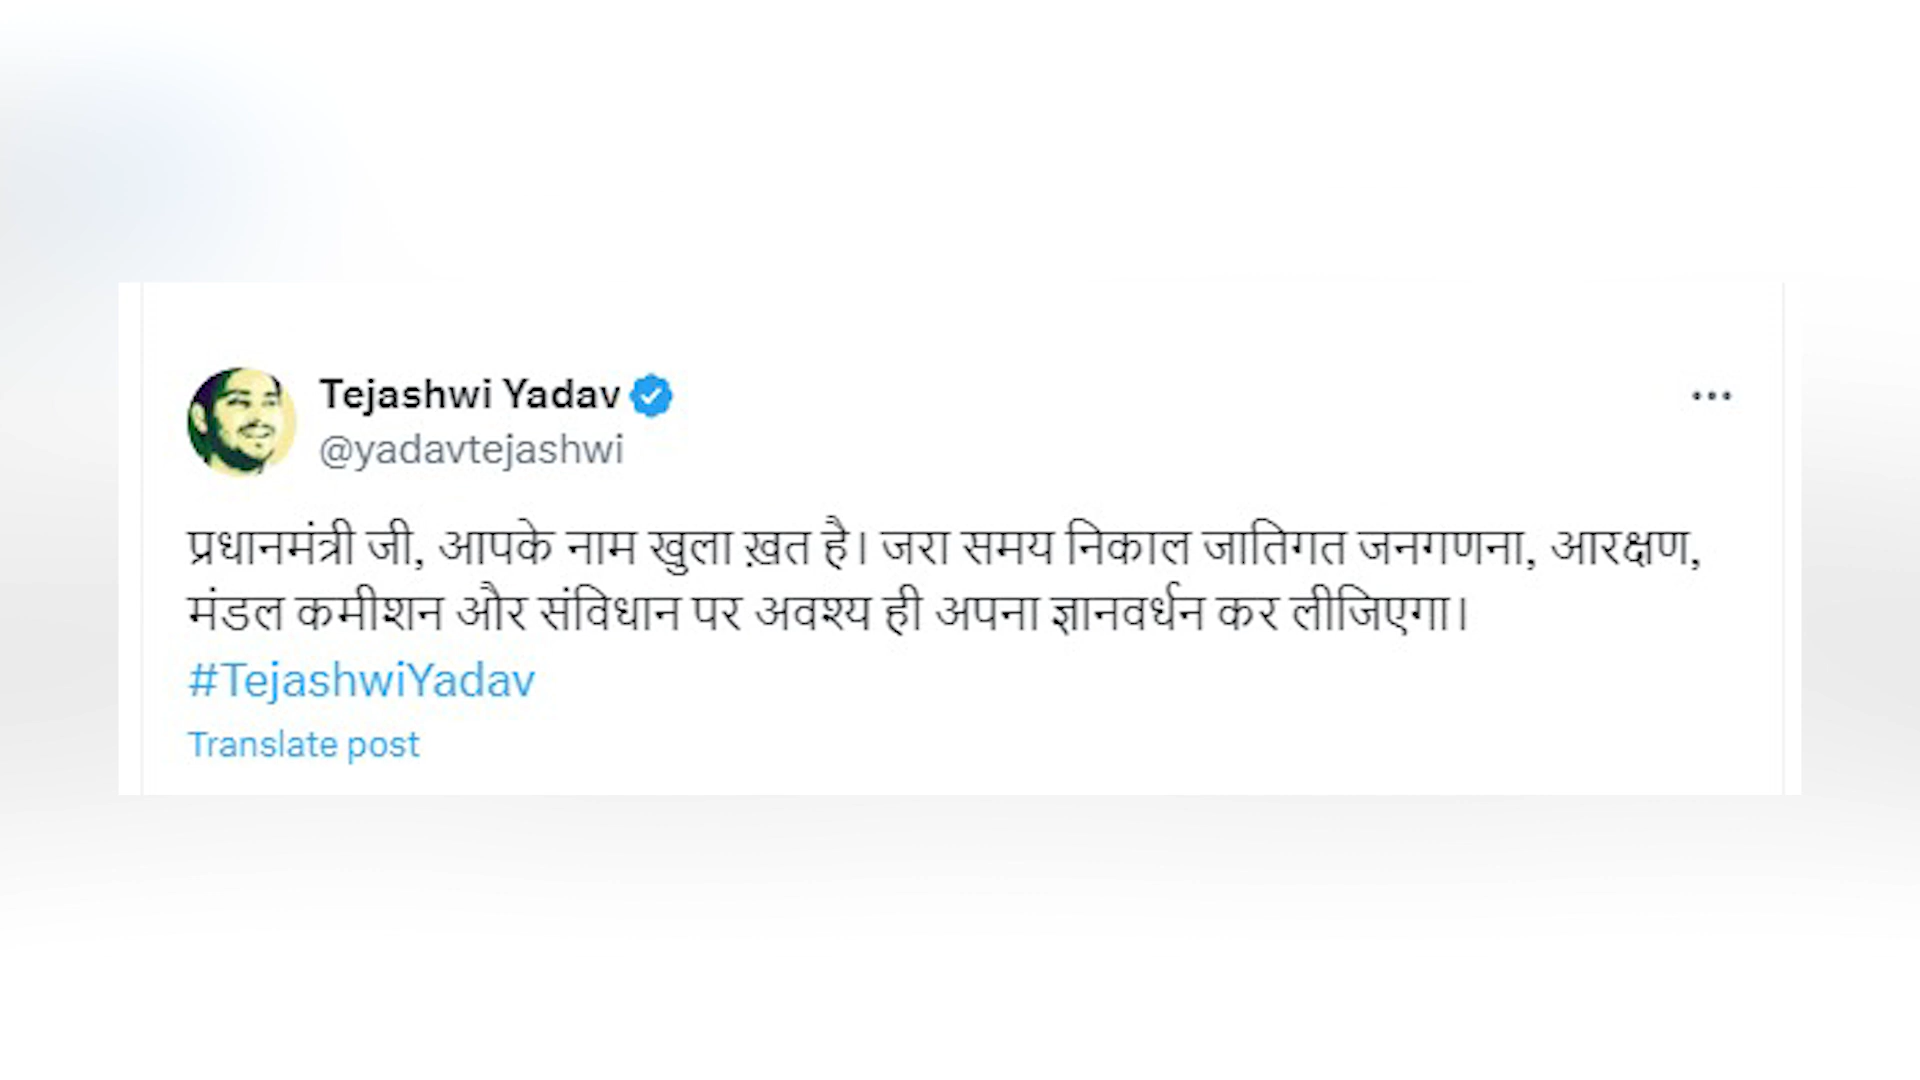 Tejashwi Yadav
@yadavtejashwi
प्रधानमंत्री जी, आपके नाम खुला ख़त है। जरा समय निकाल जातिगत जनगणना, आरक्षण,
मंडल कमीशन और संविधान पर अवश्य ही अपना ज्ञानवर्धन कर लीजिएगा।
#TejashwiYadav
Translate post